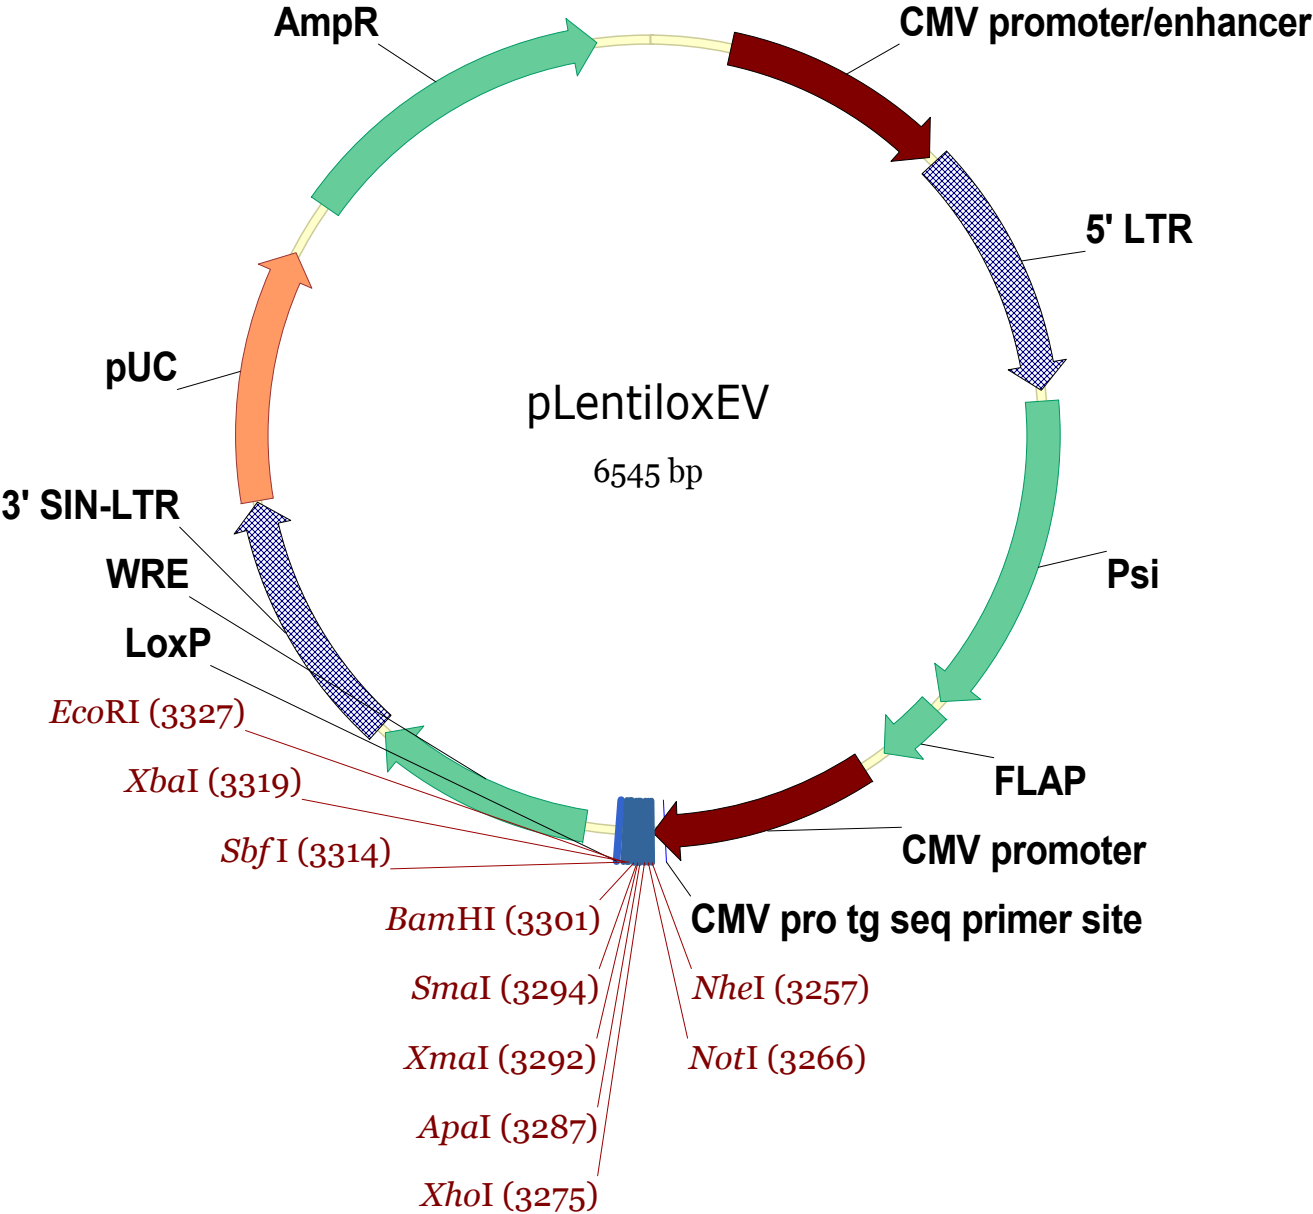 AmpR
CMV promoter/enhancer
5' LTR
pUC
pLentiloxEV
6545 bp
3' SIN-LTR
WRE
Psi
LoxP
EcoRI (3327)
XbaI (3319)
FLAP
SbfI (3314)
CMV promoter
BamHI (3301)
CMV pro tg seq primer site
SmaI (3294)
NheI (3257)
XmaI (3292)
NotI (3266)
ApaI (3287)
XhoI (3275)